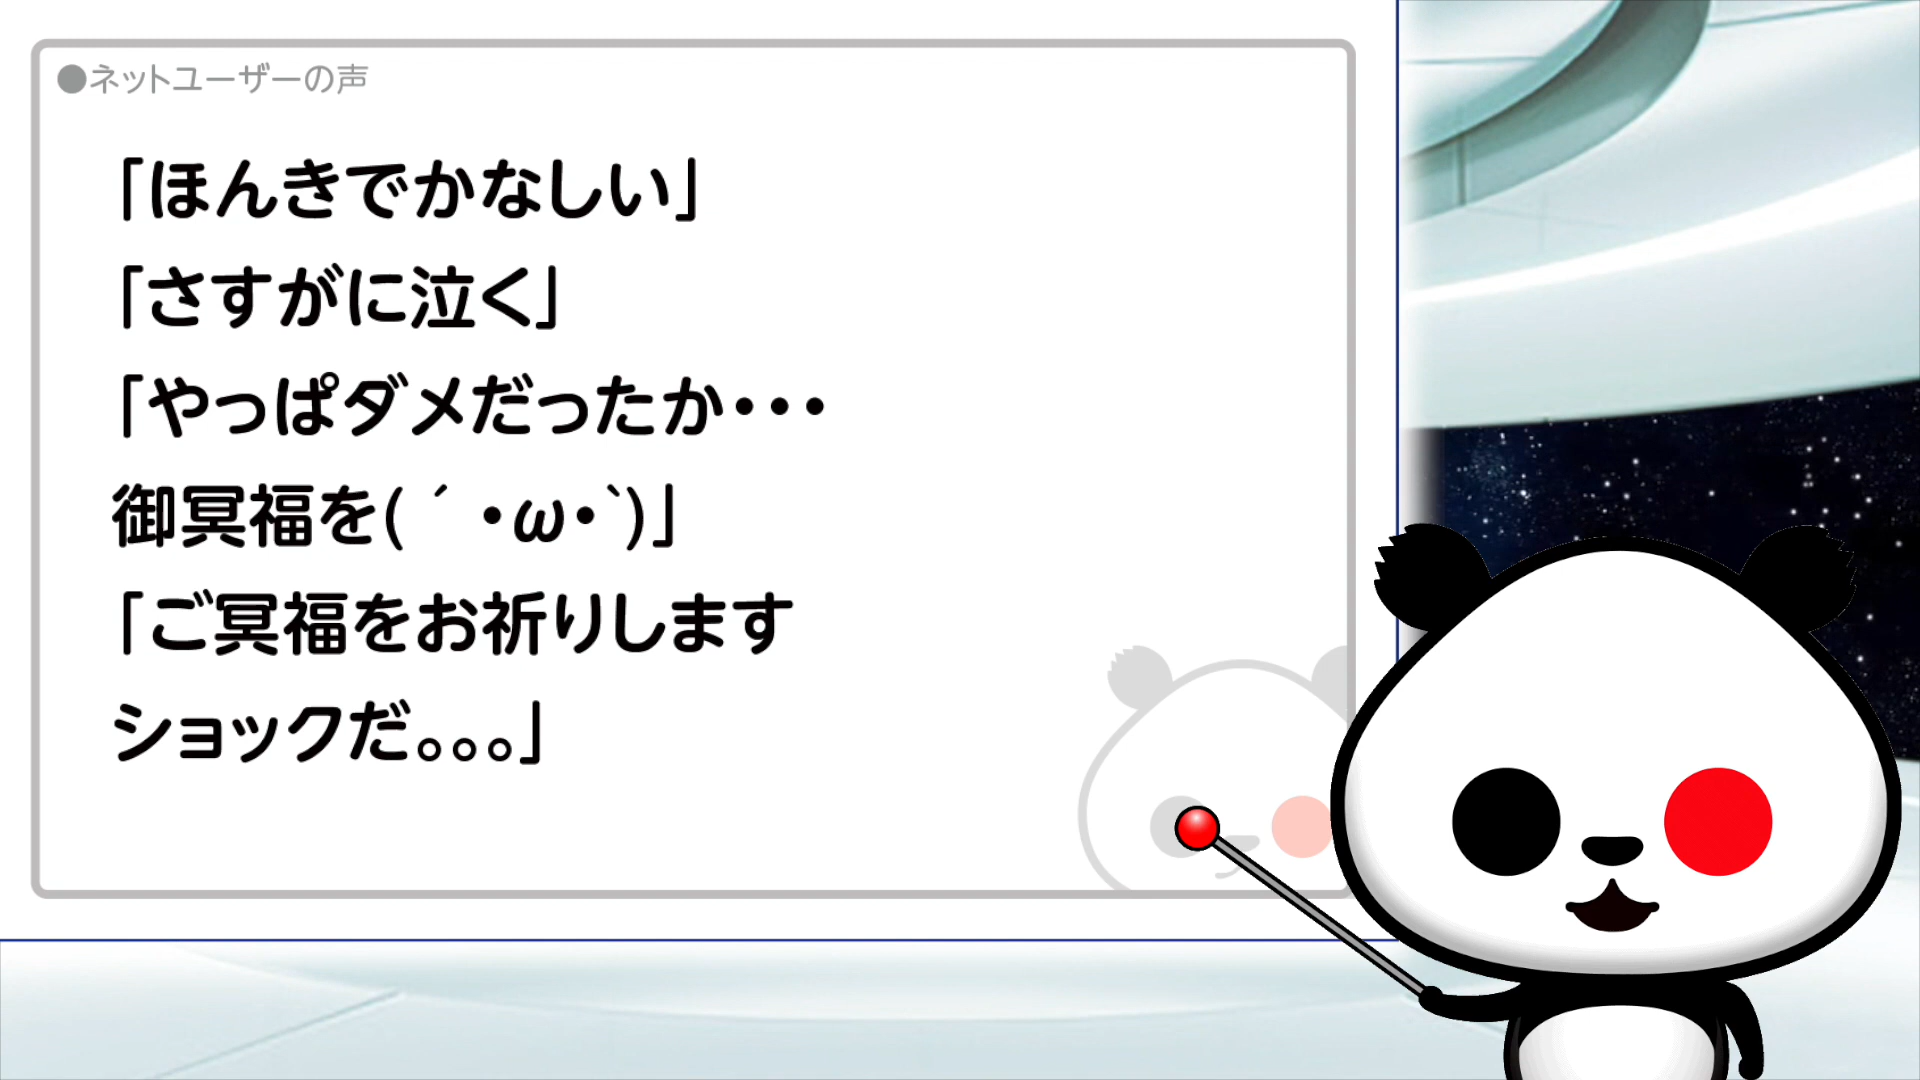 ●ネットユーザーの声
「ほんきでかなしい」
「さすがに泣く」
「やっぱダメだったか・・・
御冥福を( ´ ・ω・`)」
「ご冥福をお祈りします
ショックだ｡｡｡」